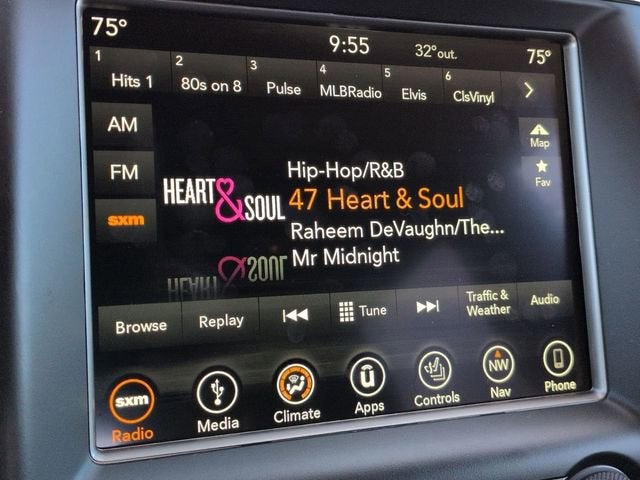 75° 9:55 32°out. 75°
1 Hits 1 2 80s on 8 3 Pulse 4 MLBRadio 5 Elvis 6 ClsVinyl
AM
Map
FM
Fav
sxm
HEART & SOUL
Hip-Hop/R&B
47 Heart & Soul
Raheem DeVaughn/The...
Mr Midnight
HEART & SOUL
Browse Replay Tune Traffic & Weather Audio
sxm ü NW
Radio Media Climate Apps Controls Nav Phone